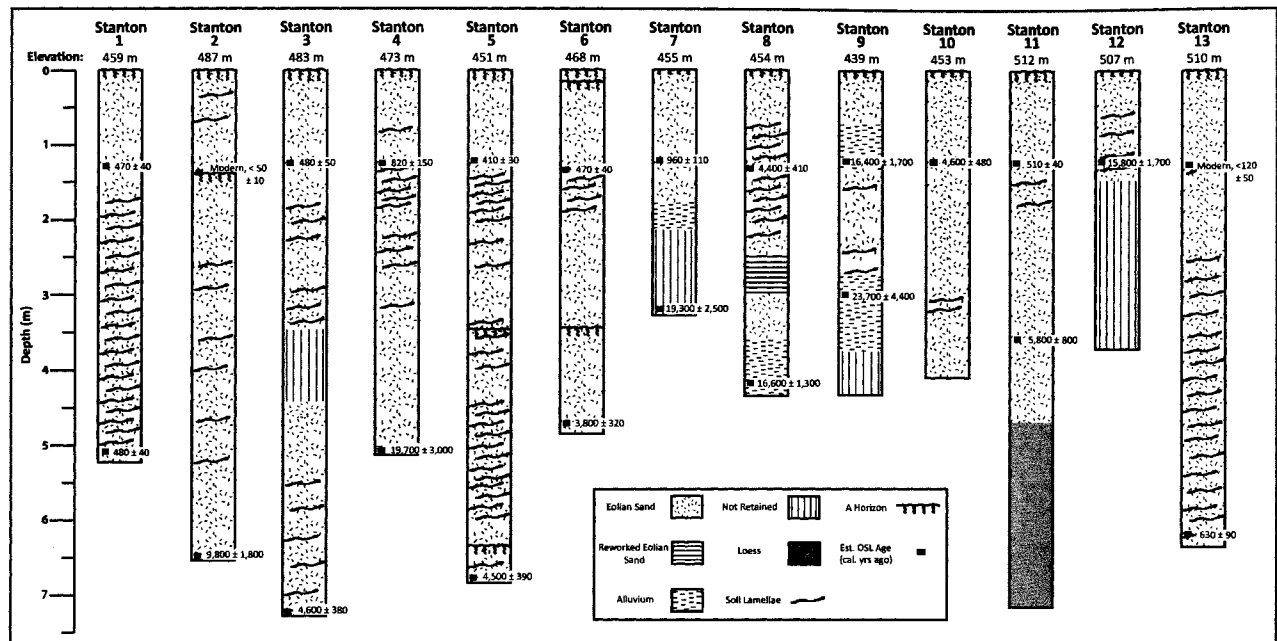 Stanton 1
Stanton 2
Stanton 3
Stanton 4
Stanton 5
Stanton 6
Stanton 7
Stanton 8
Stanton 9
Stanton 10
Stanton 11
Stanton 12
Stanton 13
Elevation: 459 m 487 m 483 m 473 m 451 m 468 m 455 m 454 m 439 m 453 m 512 m 507 m 510 m
Depth (m)
0
1
2
3
4
5
6
7
470 ± 40
480 ± 40
Modern, < 50
± 10
9,800 ± 1,800
480 ± 50
4,600 ± 380
820 ± 150
19,700 ± 3,000
410 ± 30
4,500 ± 390
470 ± 40
3,800 ± 320
960 ± 110
19,300 ± 2,500
4,400 ± 410
16,600 ± 1,300
16,400 ± 1,700
23,700 ± 4,400
4,600 ± 480
510 ± 40
5,800 ± 800
15,800 ± 1,700
Modern, <120
± 50
630 ± 90
Eolian Sand
Not Retained
A Horizon
Reworked Eolian
Sand
Loess
Est. OSL Age
(cal. yrs ago)
Alluvium
Soil Lamellae